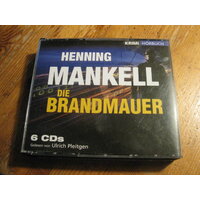 KRIMI HÖRBUCH
HENNING
MANKELL
DIE
BRANDMAUER
6 CDs
gelesen von Ulrich Pleitgen